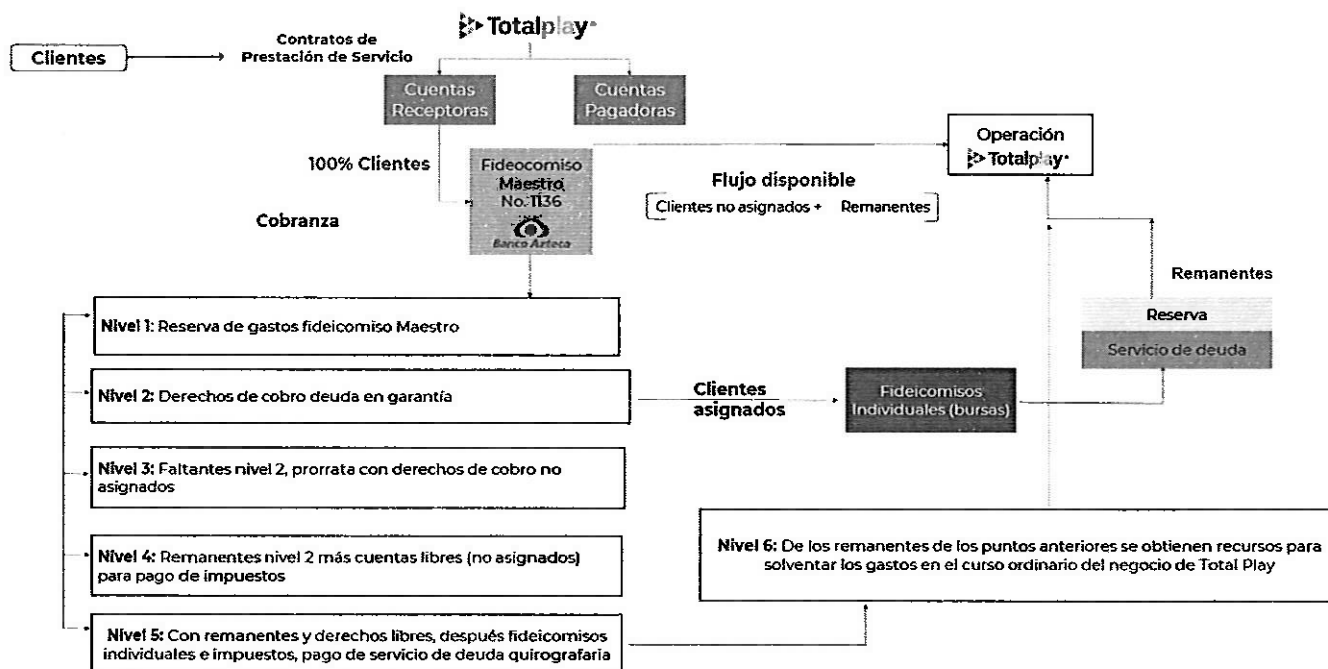 Totalplay
Clientes
Contratos de
Prestación de Servicio
Cuentas
Receptoras
Cuentas
Pagadoras
100% Clientes
Cobranza
Fideocomiso
Maestro
No. 1136
Banco Azteca
Flujo disponible
Clientes no asignados + Remanentes
Operación
Totalplay
Remanentes
Reserva
Servicio de deuda
Nivel 1: Reserva de gastos fideicomiso Maestro
Nivel 2: Derechos de cobro deuda en garantía
Clientes
asignados
Fideicomisos
Individuales (bursas)
Nivel 3: Faltantes nivel 2, prorrata con derechos de cobro no
asignados
Nivel 4: Remanentes nivel 2 más cuentas libres (no asignados)
para pago de impuestos
Nivel 5: Con remanentes y derechos libres, después fideicomisos
individuales e impuestos, pago de servicio de deuda quirografaria
Nivel 6: De los remanentes de los puntos anteriores se obtienen recursos para
solventar los gastos en el curso ordinario del negocio de Total Play